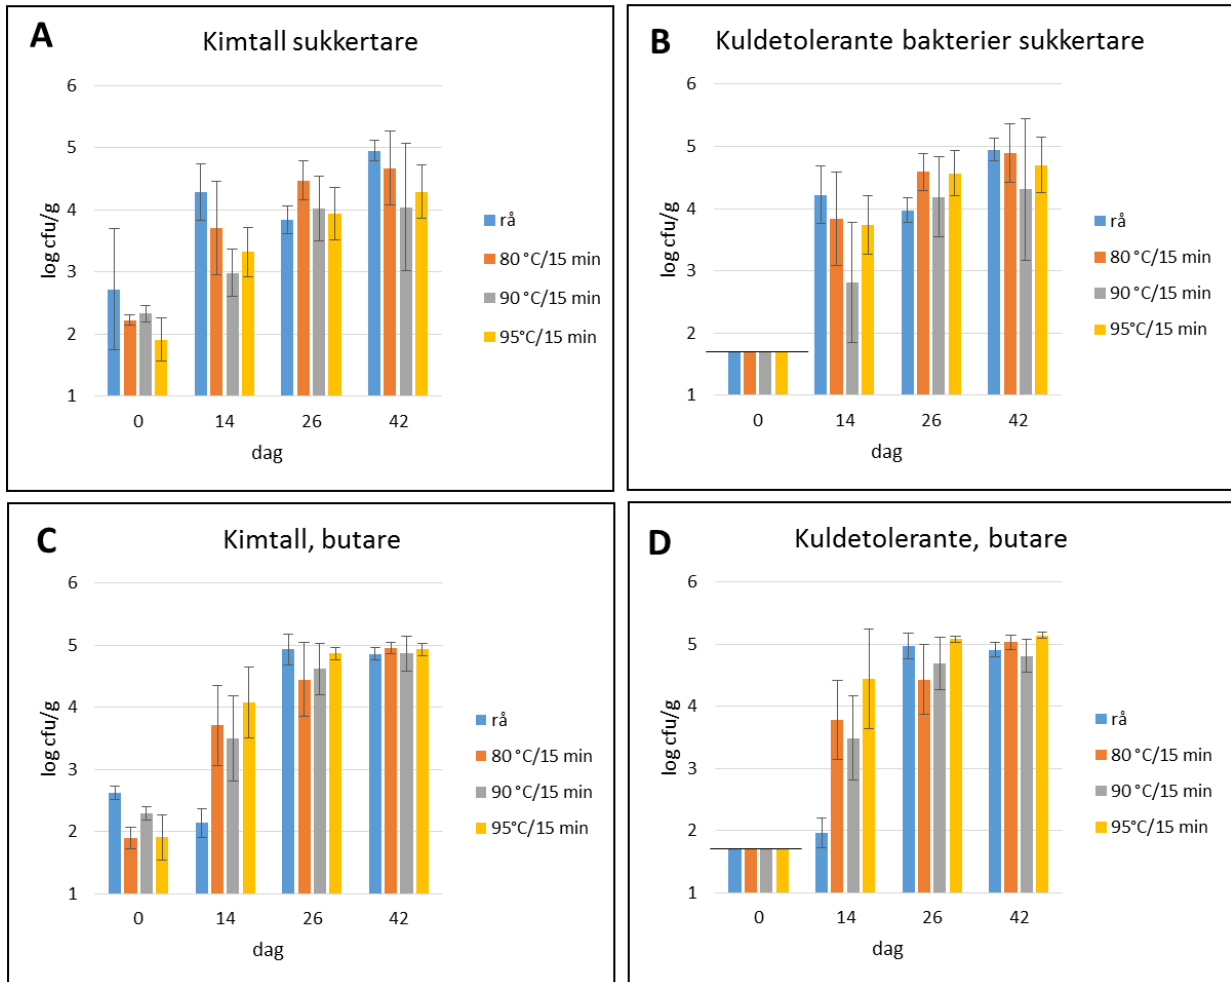 A
Kimtall sukkertare
6
5
4
3
2
1
log cfu/g
0 14 26 42
dag
rå
80 °C/15 min
90 °C/15 min
95°C/15 min
B
Kuldetolerante bakterier sukkertare
6
5
4
3
2
1
log cfu/g
0 14 26 42
dag
rå
80 °C/15 min
90 °C/15 min
95°C/15 min
C
Kimtall, butare
6
5
4
3
2
1
log cfu/g
0 14 26 42
dag
rå
80 °C/15 min
90 °C/15 min
95°C/15 min
D
Kuldetolerante, butare
6
5
4
3
2
1
log cfu/g
0 14 26 42
dag
rå
80 °C/15 min
90 °C/15 min
95°C/15 min